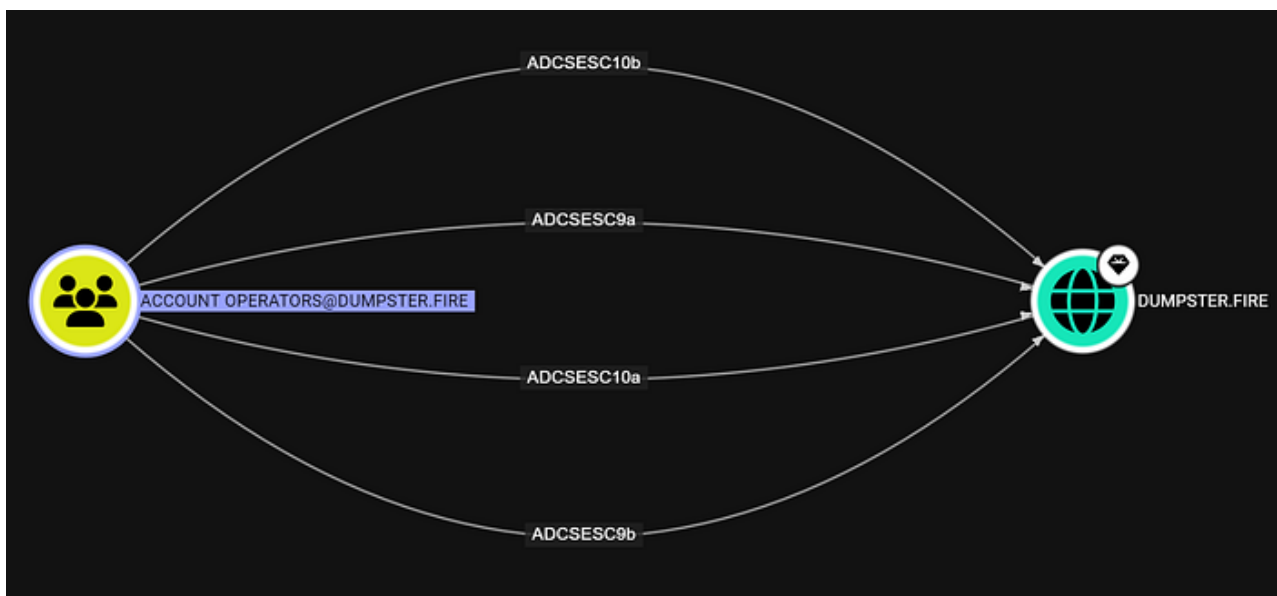 ADCSESC10b
ADCSESC9a
ACCOUNT OPERATORS@DUMPSTER.FIRE
DUMPSTER.FIRE
ADCSESC10a
ADCSESC9b